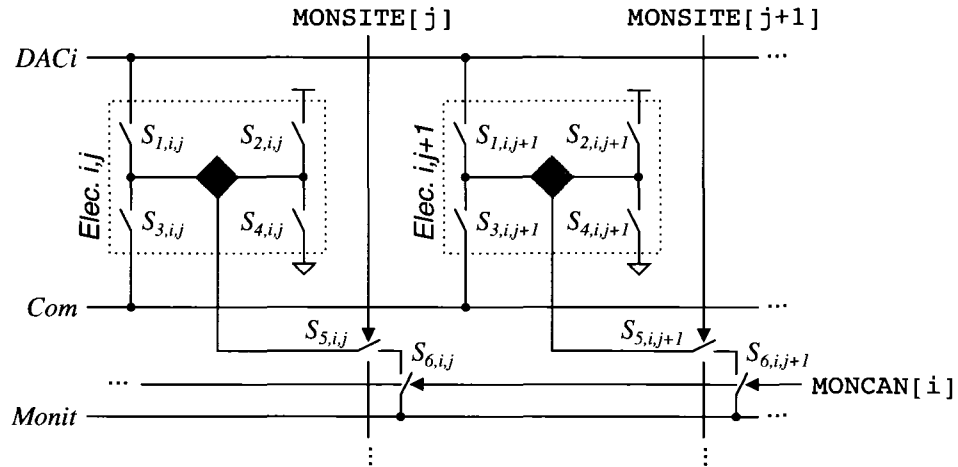 MONSITE[j] MONSITE[j+1]
DACi ...
S1,i,j S2,i,j S1,i,j+1 S2,i,j+1
Elec. i,j Elec. i,j+1
S3,i,j S4,i,j S3,i,j+1 S4,i,j+1
Com ...
S5,i,j S5,i,j+1
S6,i,j S6,i,j+1
... MONCAN[i]
Monit ...
... ...